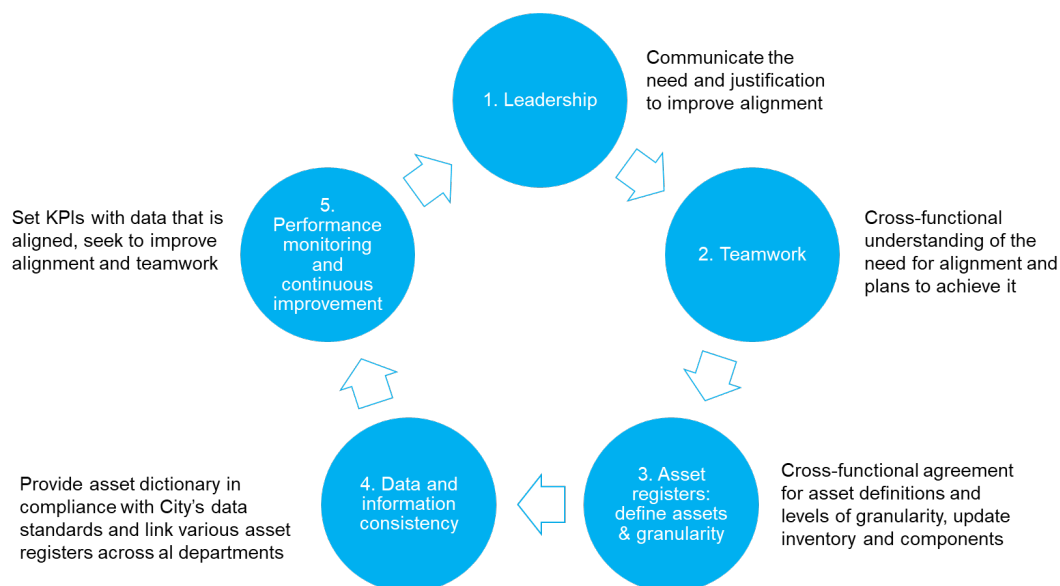 1. Leadership
Communicate the
need and justification
to improve alignment
2. Teamwork
Cross-functional
understanding of the
need for alignment and
plans to achieve it
3. Asset
registers:
define assets
& granularity
Cross-functional agreement
for asset definitions and
levels of granularity, update
inventory and components
4. Data and
information
consistency
Provide asset dictionary in
compliance with City's data
standards and link various asset
registers across al departments
5.
Performance
monitoring
and
continuous
improvement
Set KPIs with data that is
aligned, seek to improve
alignment and teamwork